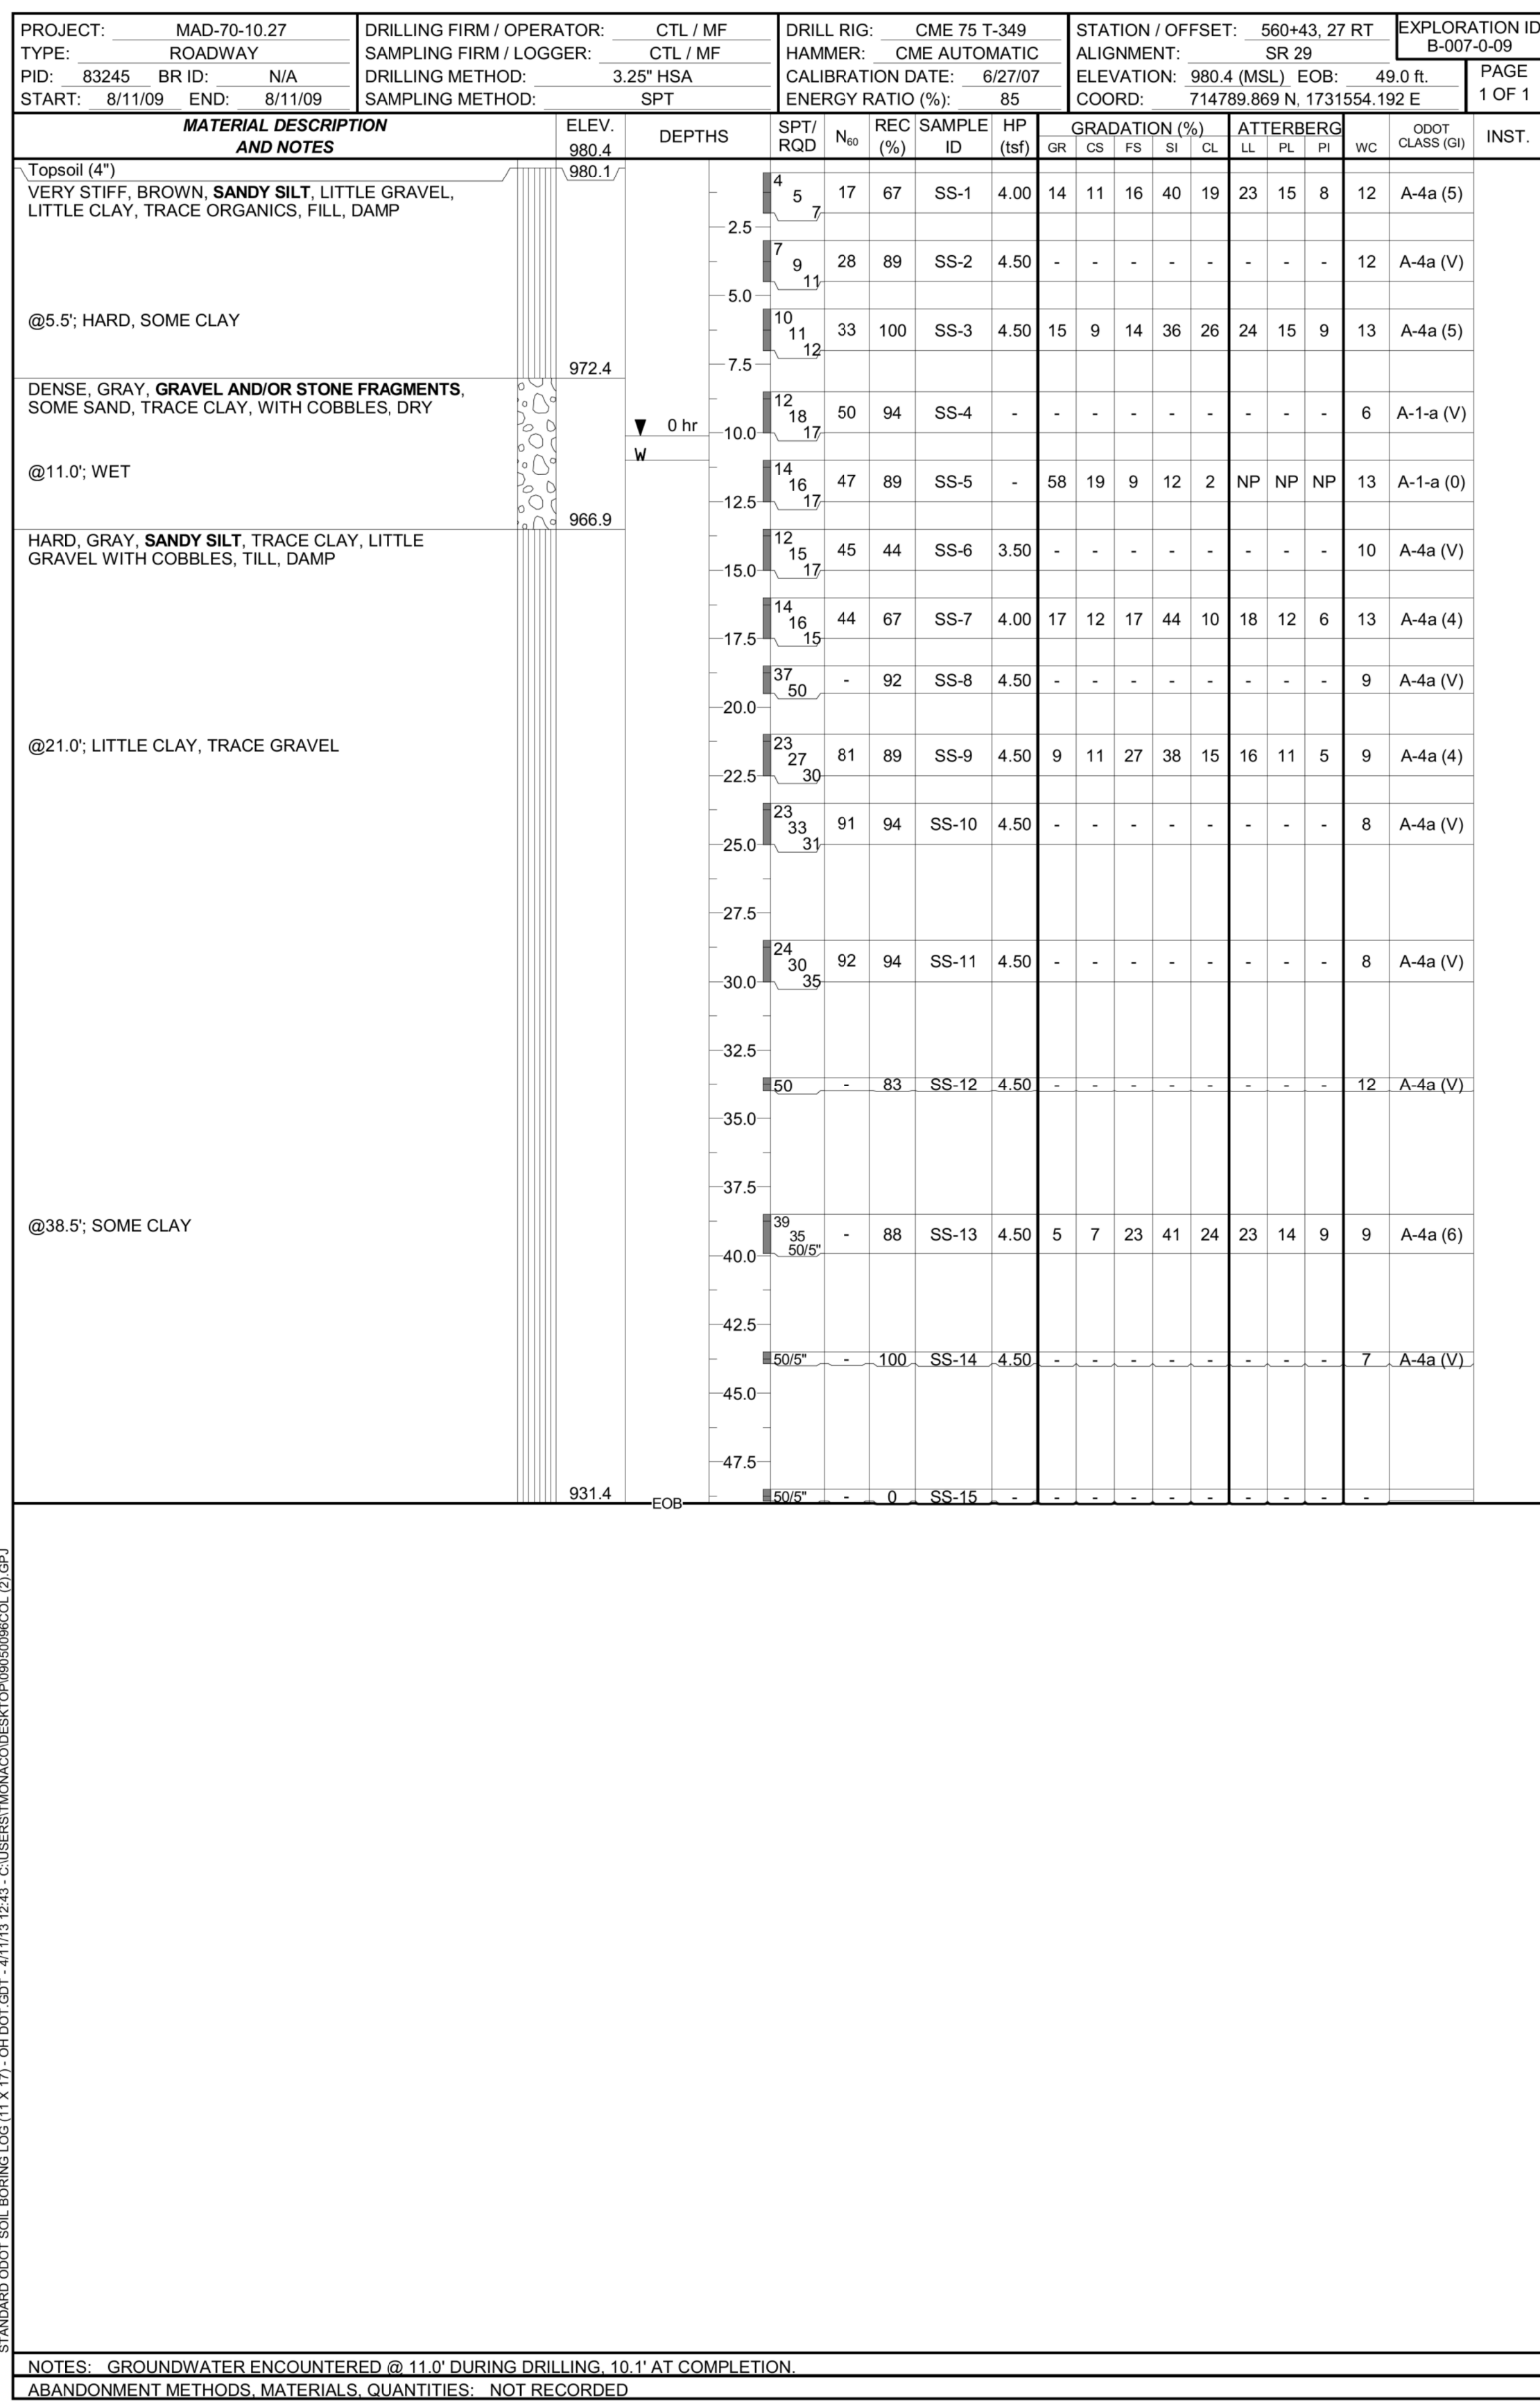 PROJECT: MAD-70-10.27 DRILLING FIRM / OPERATOR: CTL / MF DRILL RIG: CME 75 T-349 STATION / OFFSET: 560+43, 27 RT EXPLORATION ID
TYPE: ROADWAY SAMPLING FIRM / LOGGER: CTL / MF HAMMER: CME AUTOMATIC ALIGNMENT: SR 29 B-007-0-09
PID: 83245 BR ID: N/A DRILLING METHOD: 3.25" HSA CALIBRATION DATE: 6/27/07 ELEVATION: 980.4 (MSL) EOB: 49.0 ft. PAGE
START: 8/11/09 END: 8/11/09 SAMPLING METHOD: SPT ENERGY RATIO (%): 85 COORD: 714789.869 N, 1731554.192 E 1 OF 1
MATERIAL DESCRIPTION ELEV. DEPTHS SPT/ N60 REC SAMPLE HP GRADATION (%) ATTERBERG ODOT INST.
AND NOTES 980.4 RQD (%) ID (tsf) GR CS FS SI CL LL PL PI WC CLASS (GI)
Topsoil (4") 980.1
VERY STIFF, BROWN, SANDY SILT, LITTLE GRAVEL,
LITTLE CLAY, TRACE ORGANICS, FILL, DAMP
4 5 7 17 67 SS-1 4.00 14 11 16 40 19 23 15 8 12 A-4a (5)
2.5
7 9 11 28 89 SS-2 4.50 - - - - - - - - 12 A-4a (V)
5.0
@5.5'; HARD, SOME CLAY
10 11 12 33 100 SS-3 4.50 15 9 14 36 26 24 15 9 13 A-4a (5)
7.5
972.4
DENSE, GRAY, GRAVEL AND/OR STONE FRAGMENTS,
SOME SAND, TRACE CLAY, WITH COBBLES, DRY
12 18 17 50 94 SS-4 - - - - - - - - - 6 A-1-a (V)
0 hr
10.0
W
@11.0'; WET
14 16 17 47 89 SS-5 - 58 19 9 12 2 NP NP NP 13 A-1-a (0)
12.5
966.9
HARD, GRAY, SANDY SILT, TRACE CLAY, LITTLE
GRAVEL WITH COBBLES, TILL, DAMP
12 15 17 45 44 SS-6 3.50 - - - - - - - - 10 A-4a (V)
15.0
14 16 15 44 67 SS-7 4.00 17 12 17 44 10 18 12 6 13 A-4a (4)
17.5
37 50 - 92 SS-8 4.50 - - - - - - - - 9 A-4a (V)
20.0
@21.0'; LITTLE CLAY, TRACE GRAVEL
23 27 30 81 89 SS-9 4.50 9 11 27 38 15 16 11 5 9 A-4a (4)
22.5
23 33 31 91 94 SS-10 4.50 - - - - - - - - 8 A-4a (V)
25.0
27.5
24 30 35 92 94 SS-11 4.50 - - - - - - - - 8 A-4a (V)
30.0
32.5
50 - 83 SS-12 4.50 - - - - - - - - 12 A-4a (V)
35.0
37.5
@38.5'; SOME CLAY
39 35 50/5" - 88 SS-13 4.50 5 7 23 41 24 23 14 9 9 A-4a (6)
40.0
42.5
50/5" - 100 SS-14 4.50 - - - - - - - - 7 A-4a (V)
45.0
47.5
931.4 50/5" - 0 SS-15 - - - - - - - - - -
EOB
STANDARD ODOT SOIL BORING LOG (11 X 17) - OH DOT.GDT - 4/11/13 12:43 - C:\USERS\TMONACO\DESKTOP\09050096COL (2).GPJ
NOTES: GROUNDWATER ENCOUNTERED @ 11.0' DURING DRILLING, 10.1' AT COMPLETION.
ABANDONMENT METHODS, MATERIALS, QUANTITIES: NOT RECORDED